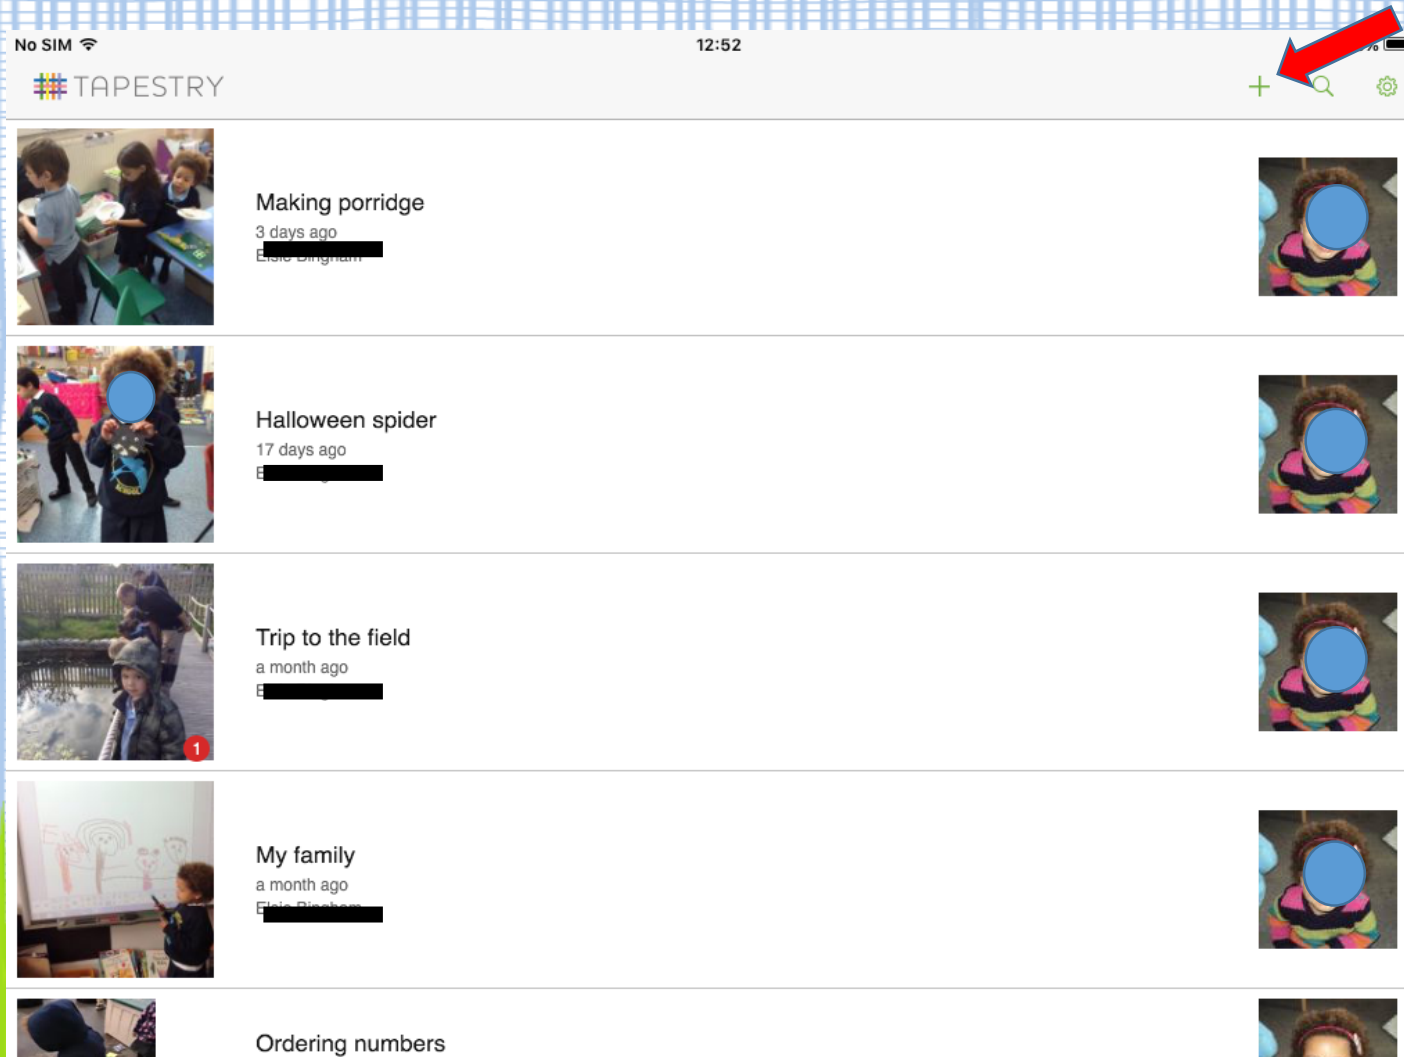 No SIM
12:52
TAPESTRY
Making porridge
3 days ago
Halloween spider
17 days ago
SCHOOL
Trip to the field
a month ago
1
My family
a month ago
Ordering numbers